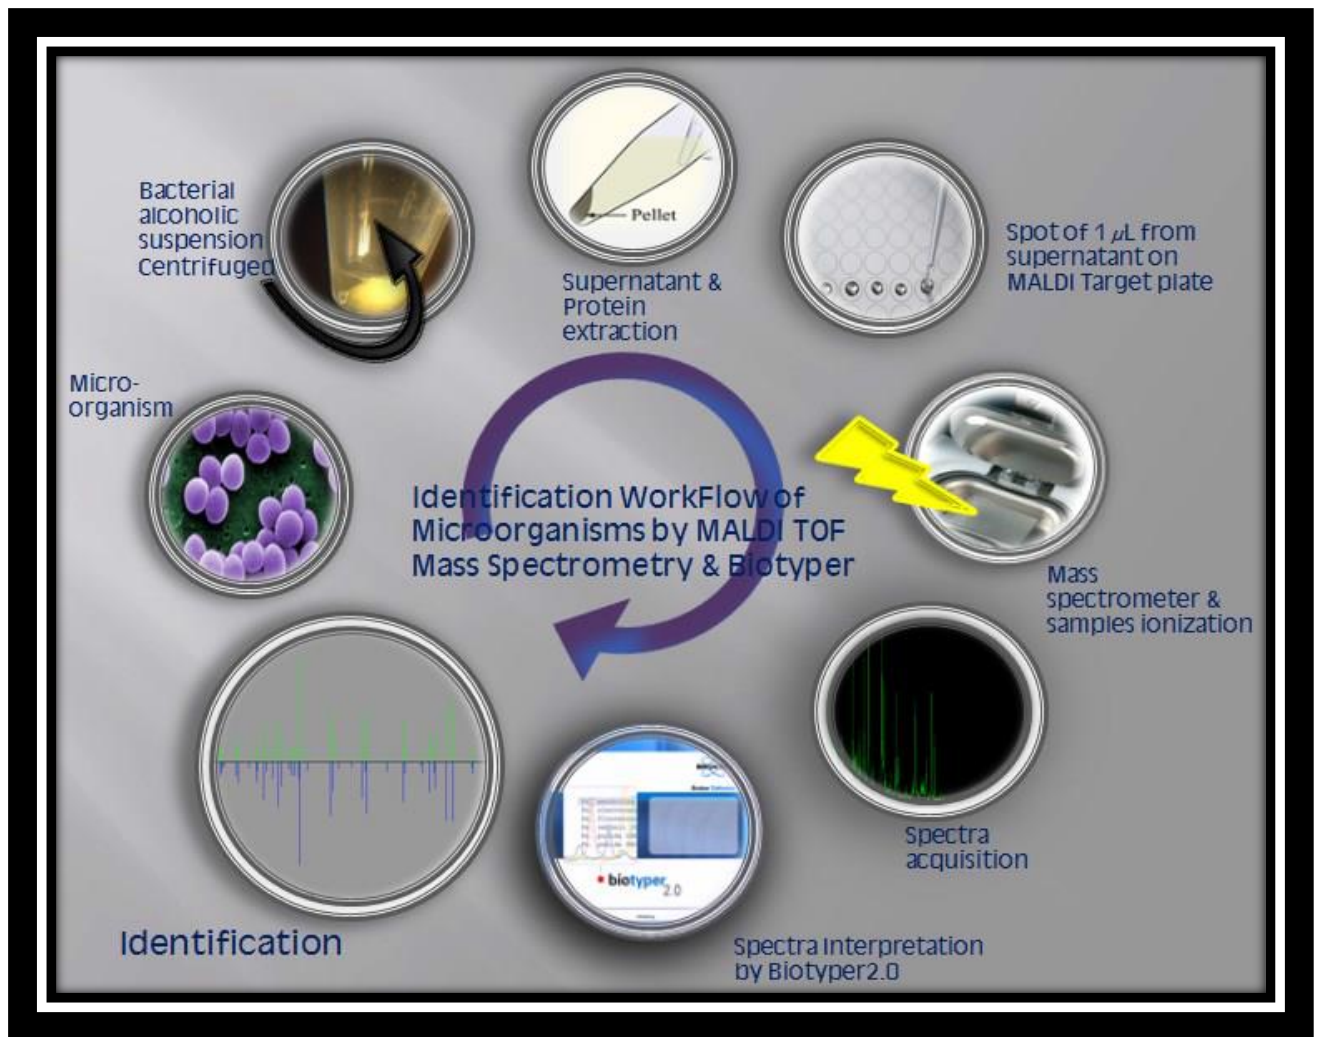 Bacterial
alcoholic
suspension
Centrifuged
Pellet
Supernatant &
Protein
extraction
Spot of 1 µL from
supernatant on
MALDI Target plate
Micro-
organism
Identification WorkFlow of
Microorganisms by MALDI TOF
Mass Spectrometry & Biotyper
Mass
spectrometer &
samples ionization
Spectra
acquisition
biotyper 2.0
Spectra Interpretation
by Biotyper2.0
Identification